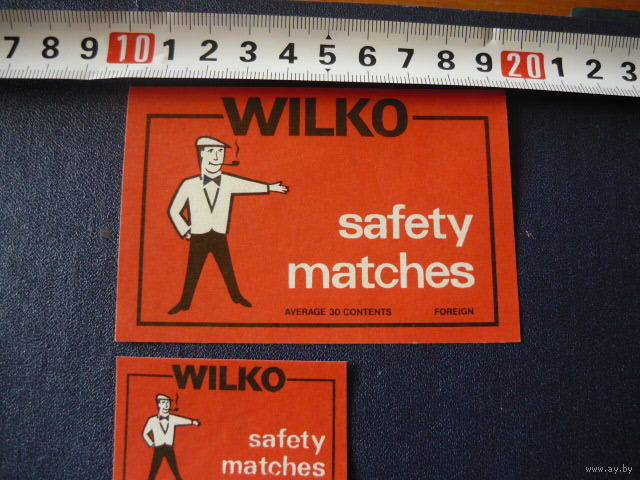 7 8 9 10 1 2 3 4 5 6 7 8 9 20 1 2 3
WILKO
safety
matches
AVERAGE 30 CONTENTS FOREIGN
WILKO
safety
matches
www.ay.by